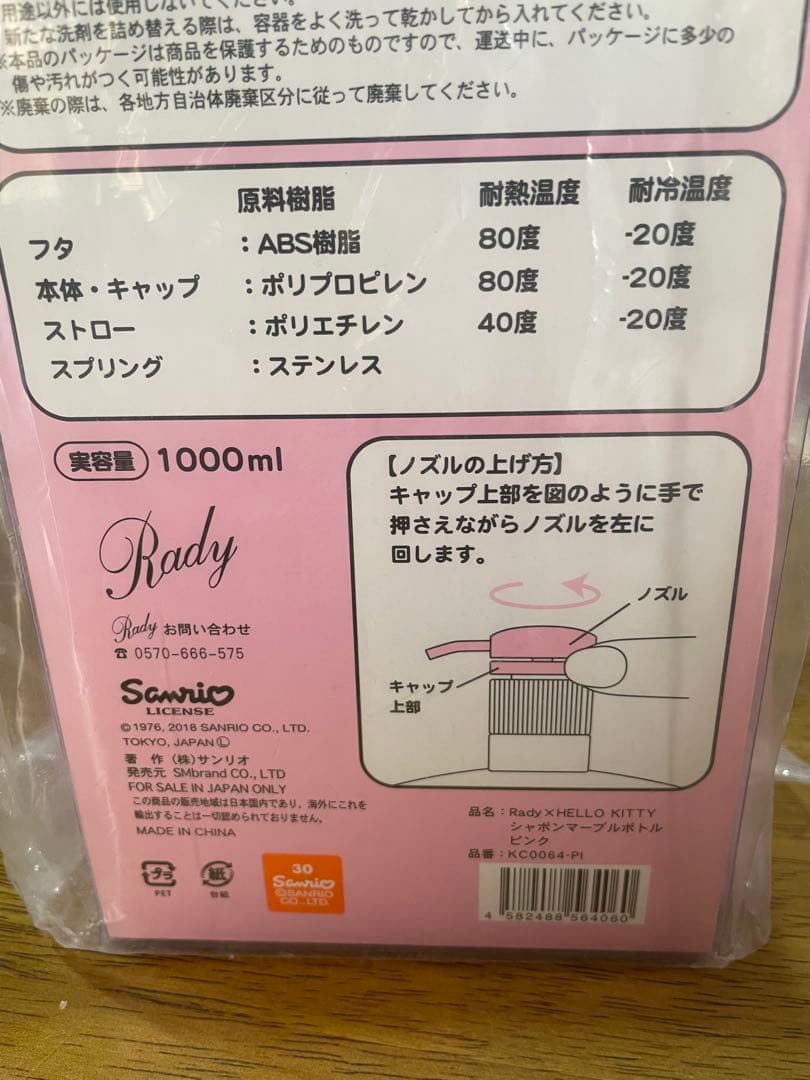 用途以外には使用しないでください。
新たな洗剤を詰め替える際は、容器をよく洗って乾かしてから入れてください。
※本品のパッケージは商品を保護するためのものですので、運送中に、パッケージに多少の
傷や汚れがつく可能性があります。
※廃棄の際は、各地方自治体廃棄区分に従って廃棄してください。
原料樹脂 耐熱温度 耐冷温度
フタ :ABS樹脂 80度 -20度
本体・キャップ :ポリプロピレン 80度 -20度
ストロー :ポリエチレン 40度 -20度
スプリング :ステンレス
実容量 1000ml
【ノズルの上げ方】
キャップ上部を図のように手で
押さえながらノズルを左に
回します。
ノズル
キャップ
上部
Rady
Rady お問い合わせ
☎ 0570-666-575
Sanrio
LICENSE
©1976, 2018 SANRIO CO., LTD.
TOKYO, JAPAN Ⓛ
著 作 (株)サンリオ
発売元 SMbrand CO., LTD
FOR SALE IN JAPAN ONLY
この商品の販売地域は日本国内であり、海外にこれを
輸出することは一切認められておりません。
MADE IN CHINA
プラ
PET
紙
台紙
30
Sanrio
©SANRIO
CO., LTD.
品名:Rady×HELLO KITTY
シャボンマーブルボトル
ピンク
品番:KC0064-PI
4 582488 564060